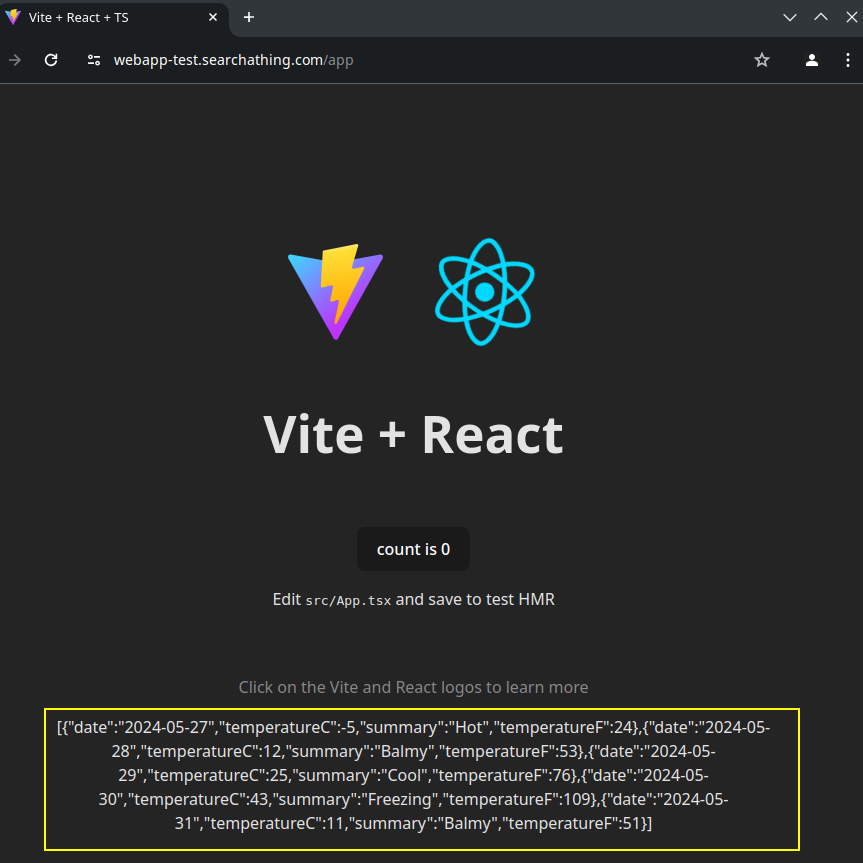 Vite + React + TS
webapp-test.searchathing.com/app
Vite + React
count is 0
Edit src/App.tsx and save to test HMR
Click on the Vite and React logos to learn more
[{"date":"2024-05-27","temperatureC":-5,"summary":"Hot","temperatureF":24},{"date":"2024-05-
28","temperatureC":12,"summary":"Balmy","temperatureF":53},{"date":"2024-05-
29","temperatureC":25,"summary":"Cool","temperatureF":76},{"date":"2024-05-
30","temperatureC":43,"summary":"Freezing","temperatureF":109},{"date":"2024-05-
31","temperatureC":11,"summary":"Balmy","temperatureF":51}]